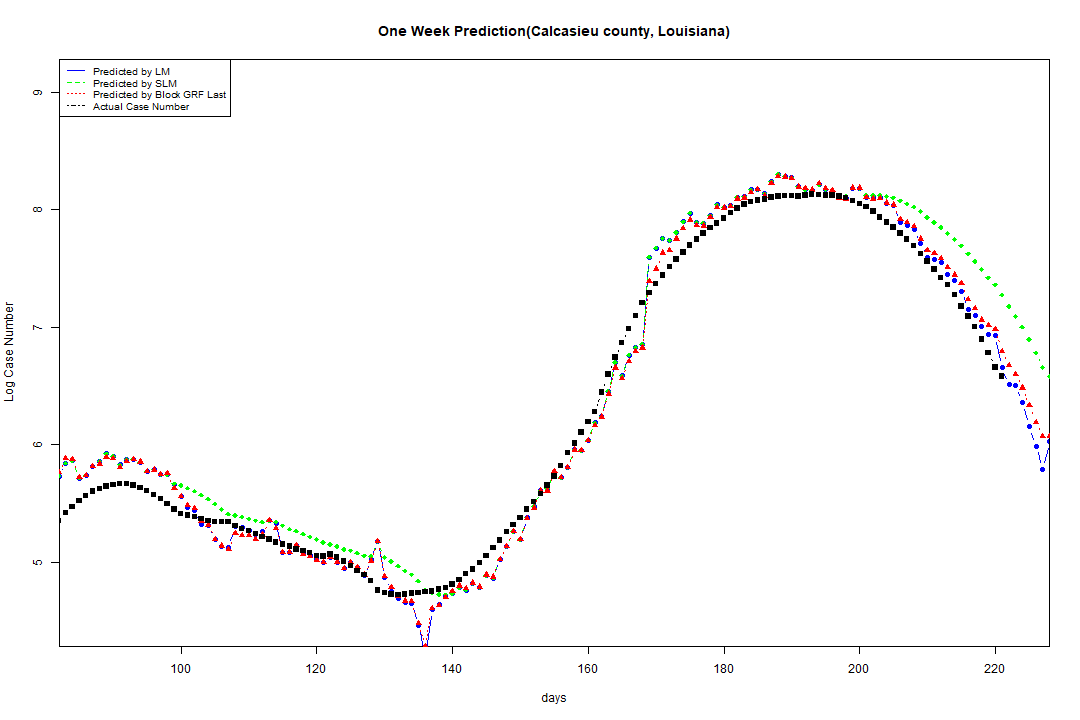 One Week Prediction(Calcasieu county, Louisiana)
Predicted by LM
Predicted by SLM
Predicted by Block GRF Last
Actual Case Number
Log Case Number
9
8
7
6
5
100 120 140 160 180 200 220
days